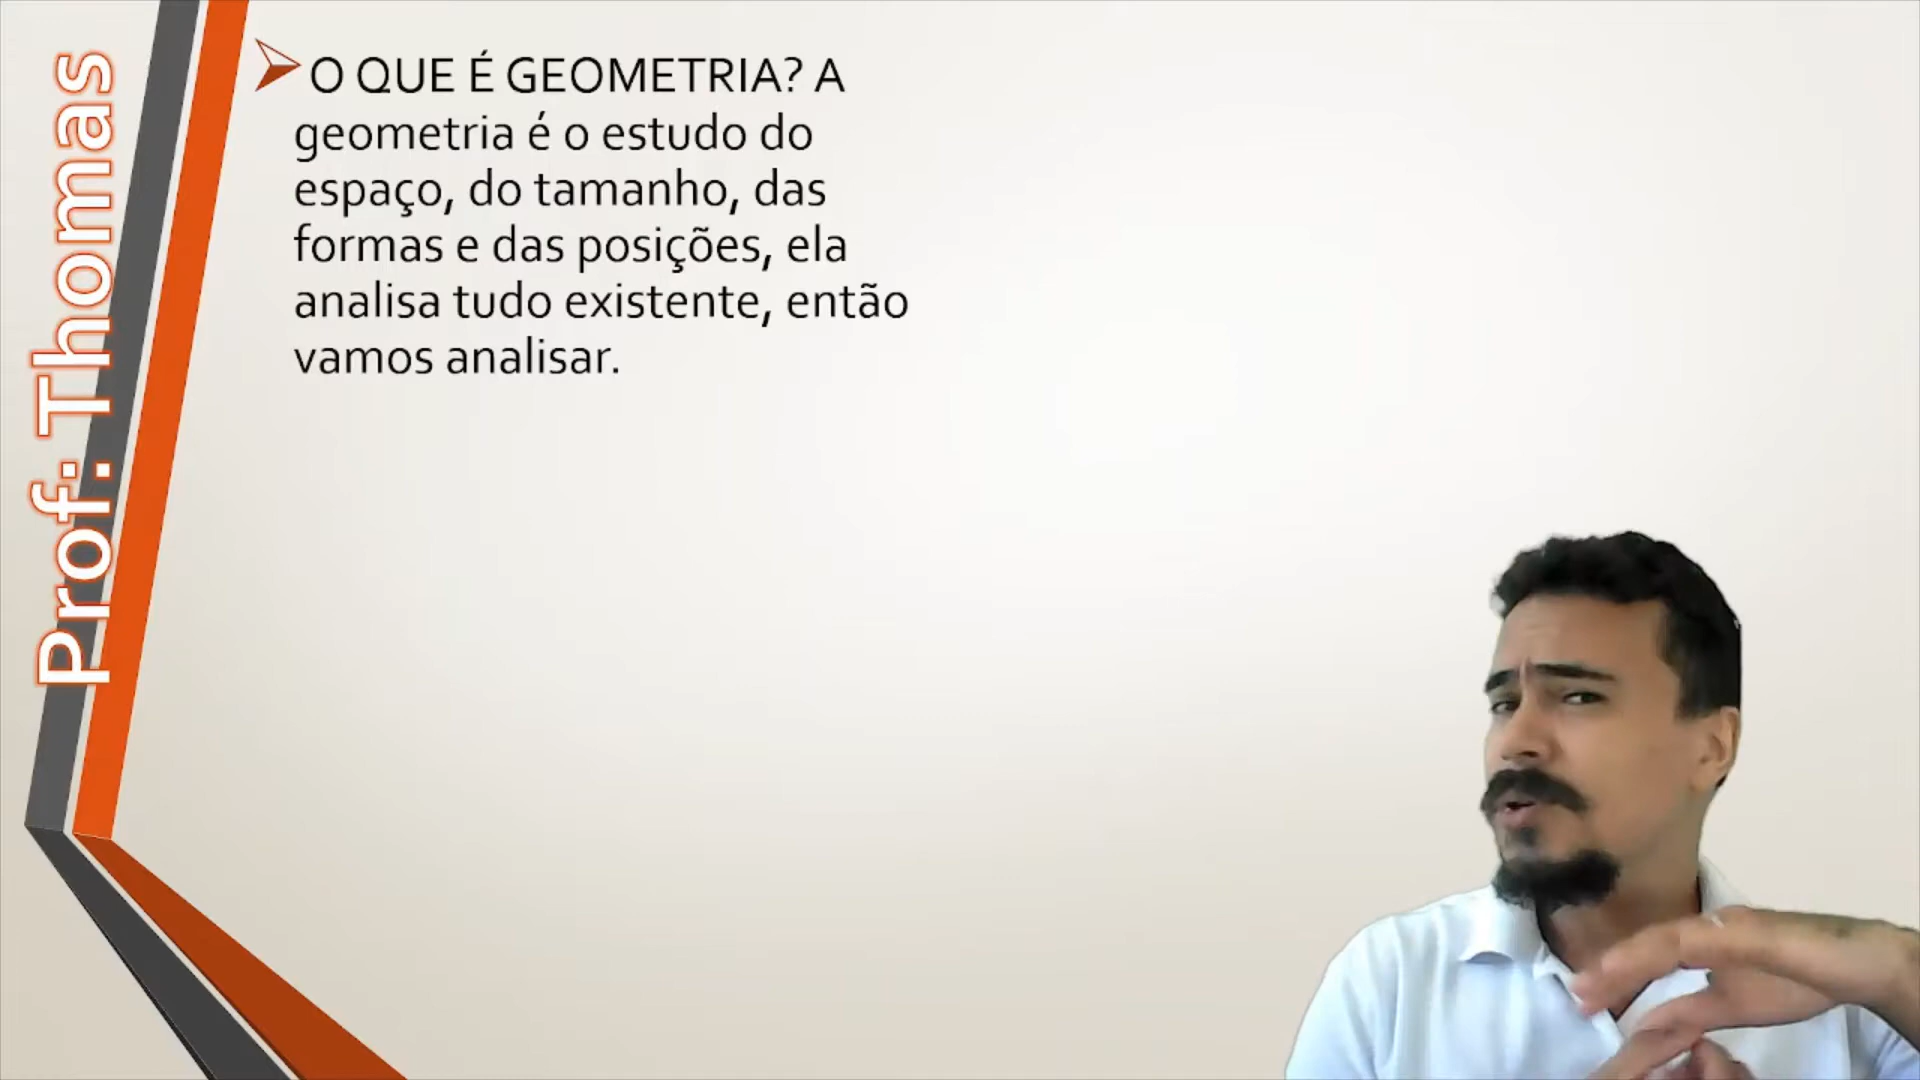 Prof: Thomas
O QUE É GEOMETRIA? A
geometria é o estudo do
espaço, do tamanho, das
formas e das posições, ela
analisa tudo existente, então
vamos analisar.